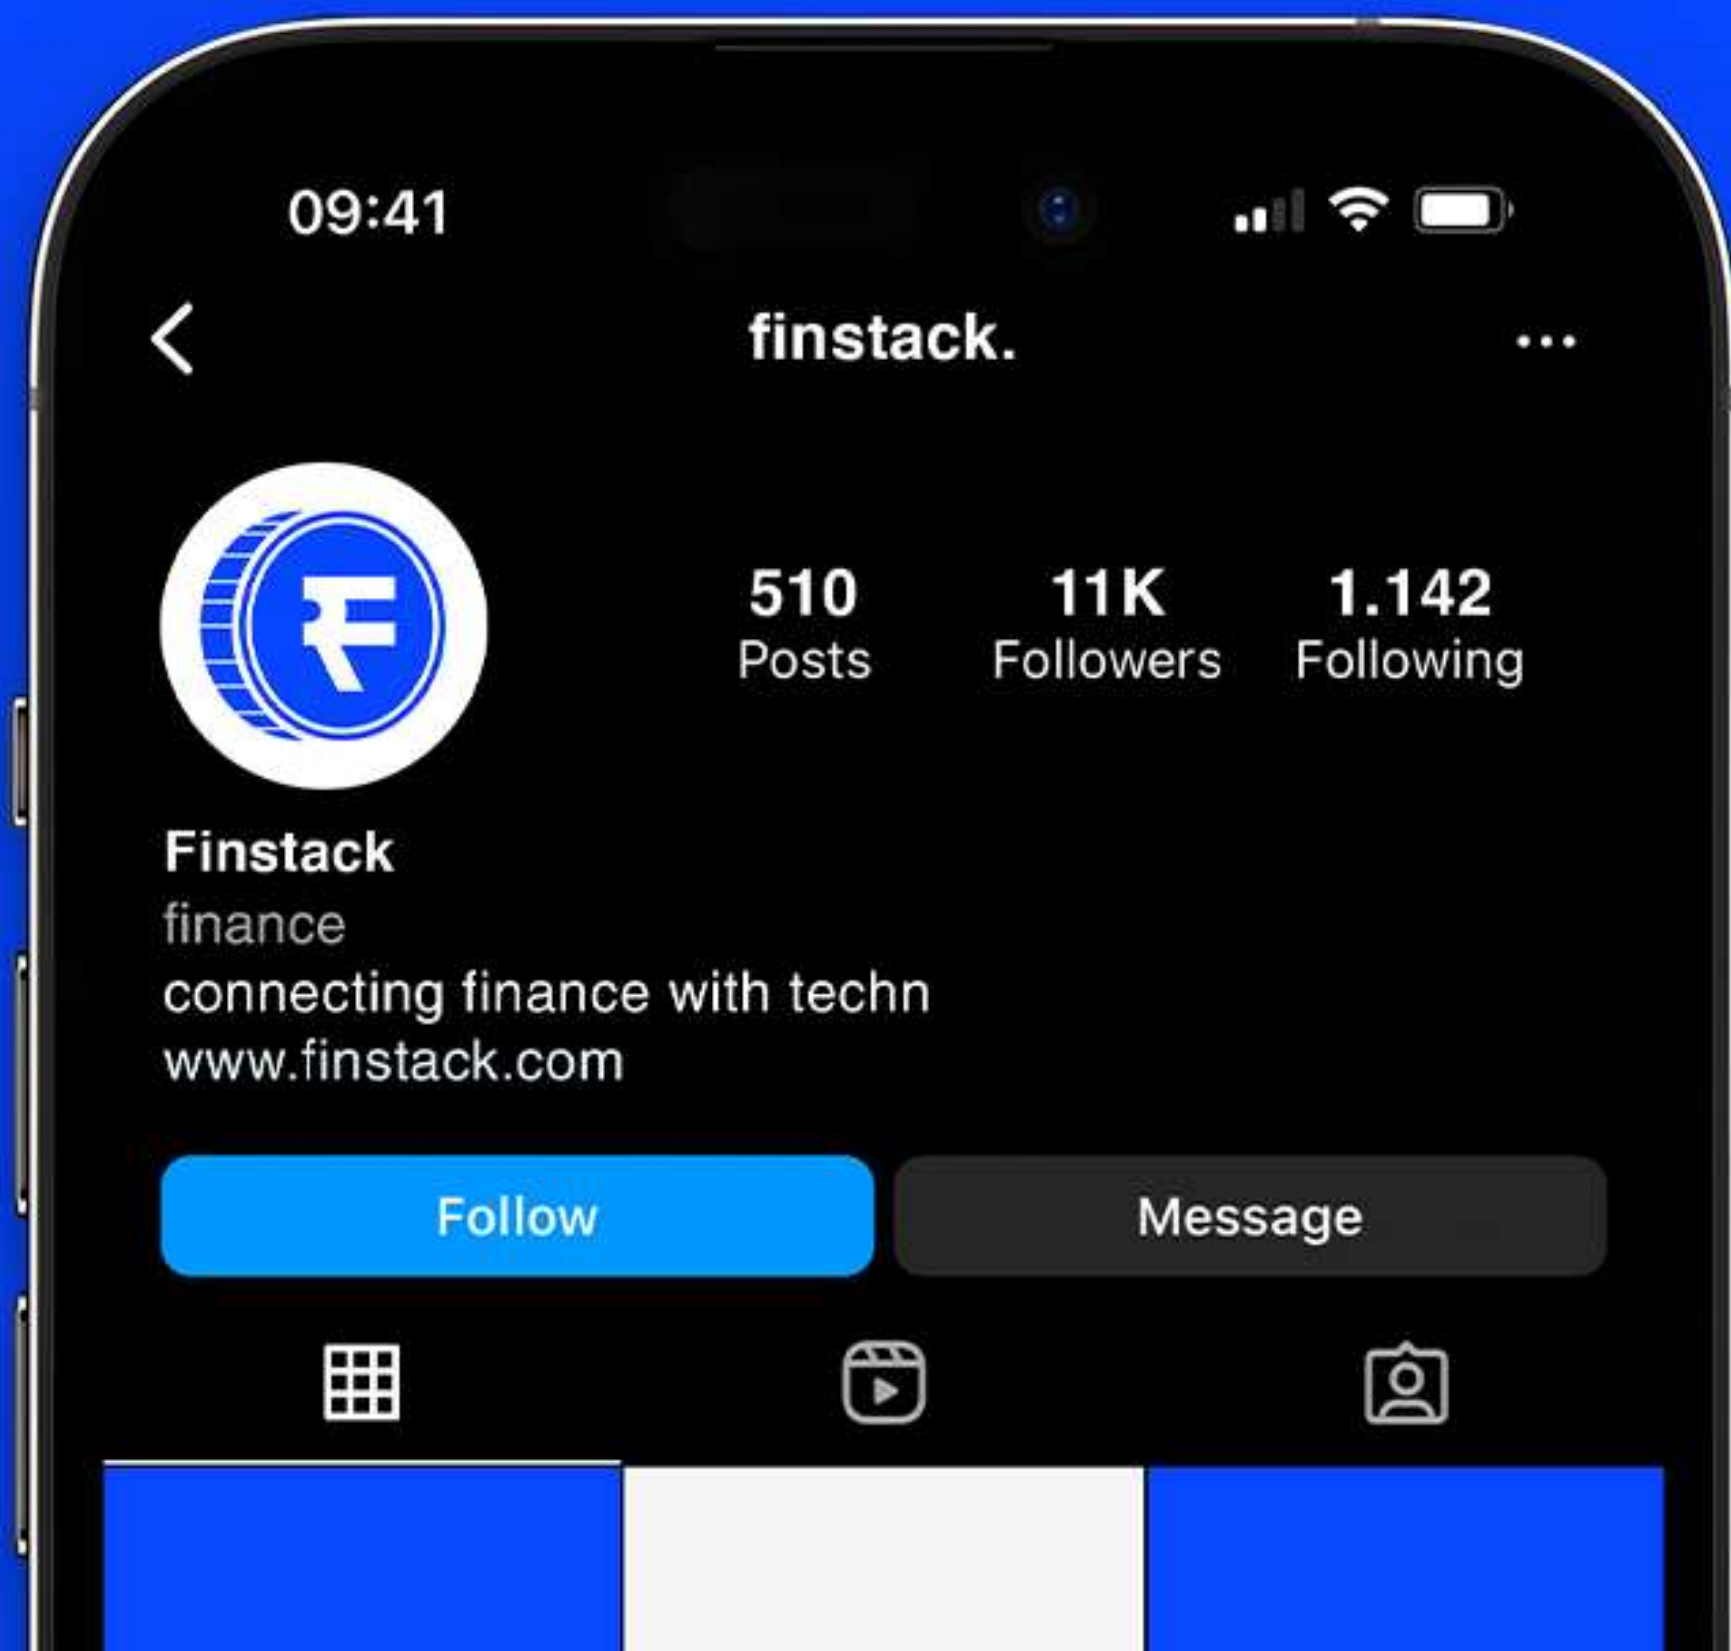 09:41
finstack.
510 11K 1.142
Posts Followers Following
Finstack
finance
connecting finance with techn
www.finstack.com
Follow Message